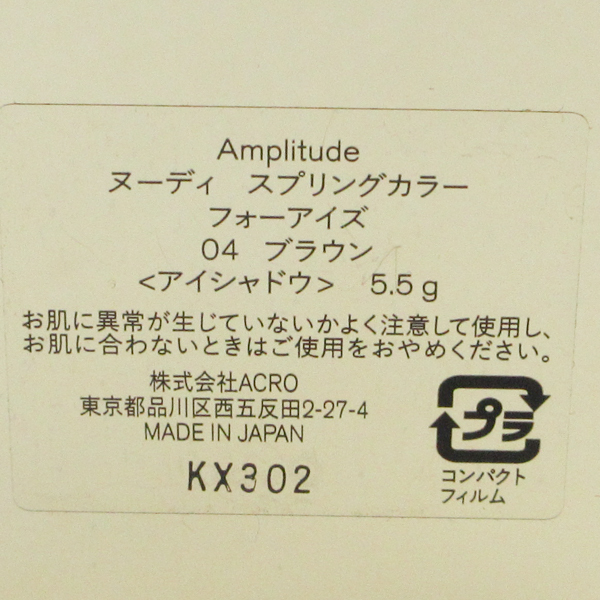 Amplitude
ヌーディ スプリングカラー
フォーアイズ
04 ブラウン
<アイシャドウ> 5.5g
お肌に異常が生じていないかよく注意して使用し、
お肌に合わないときはご使用をおやめください。
株式会社ACRO
東京都品川区西五反田2-27-4
MADE IN JAPAN
KX302
プラ
コンパクト
フィルム